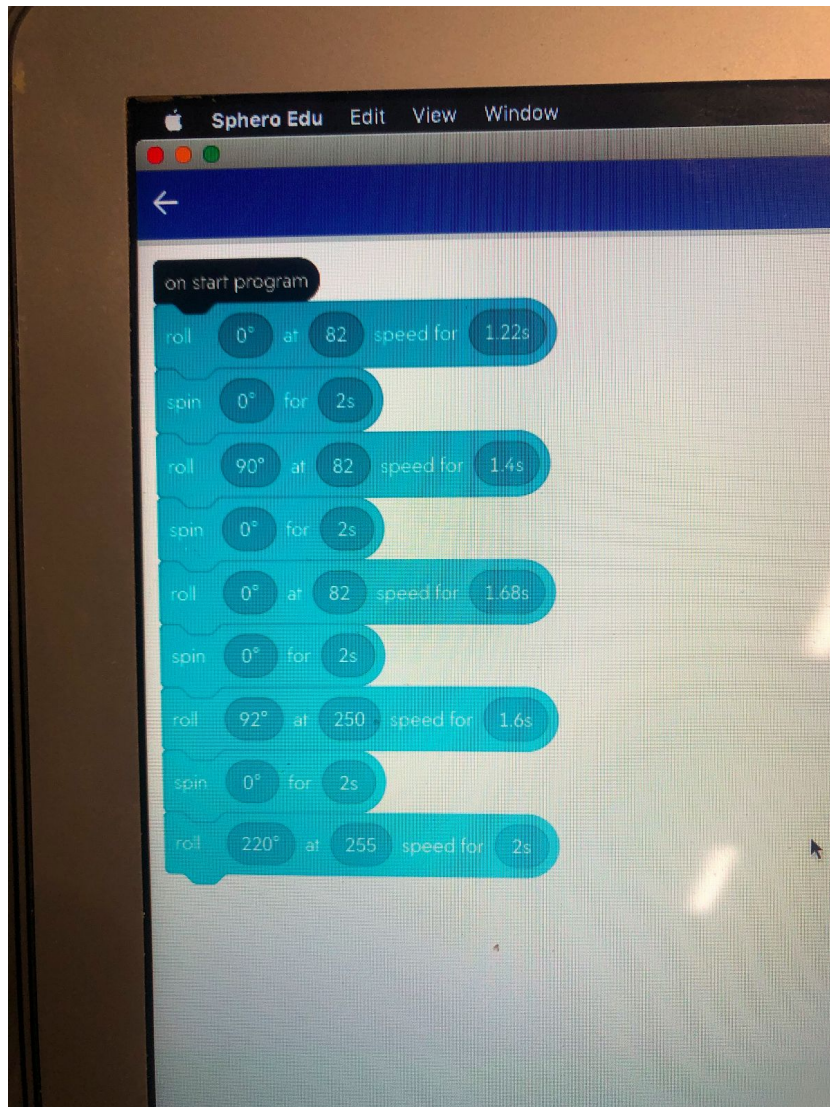 Sphero Edu Edit View Window
on start program
roll 0° at 82 speed for 1.22s
spin 0° for 2s
roll 90° at 82 speed for 1.4s
spin 0° for 2s
roll 0° at 82 speed for 1.68s
spin 0° for 2s
roll 92° at 250 speed for 1.6s
spin 0° for 2s
roll 220° at 255 speed for 2s